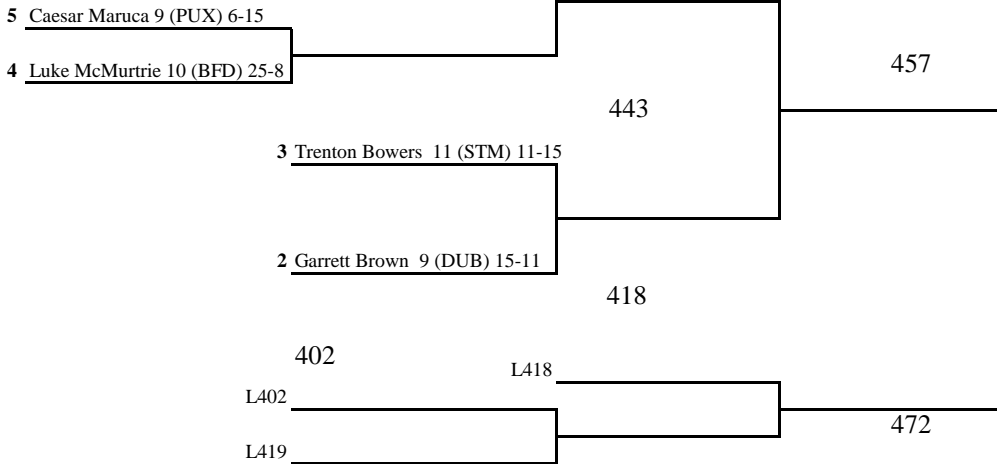 5 Caesar Maruca 9 (PUX) 6-15
4 Luke McMurtrie 10 (BFD) 25-8
457
443
3 Trenton Bowers 11 (STM) 11-15
2 Garrett Brown 9 (DUB) 15-11
418
402
L418
L402
472
L419